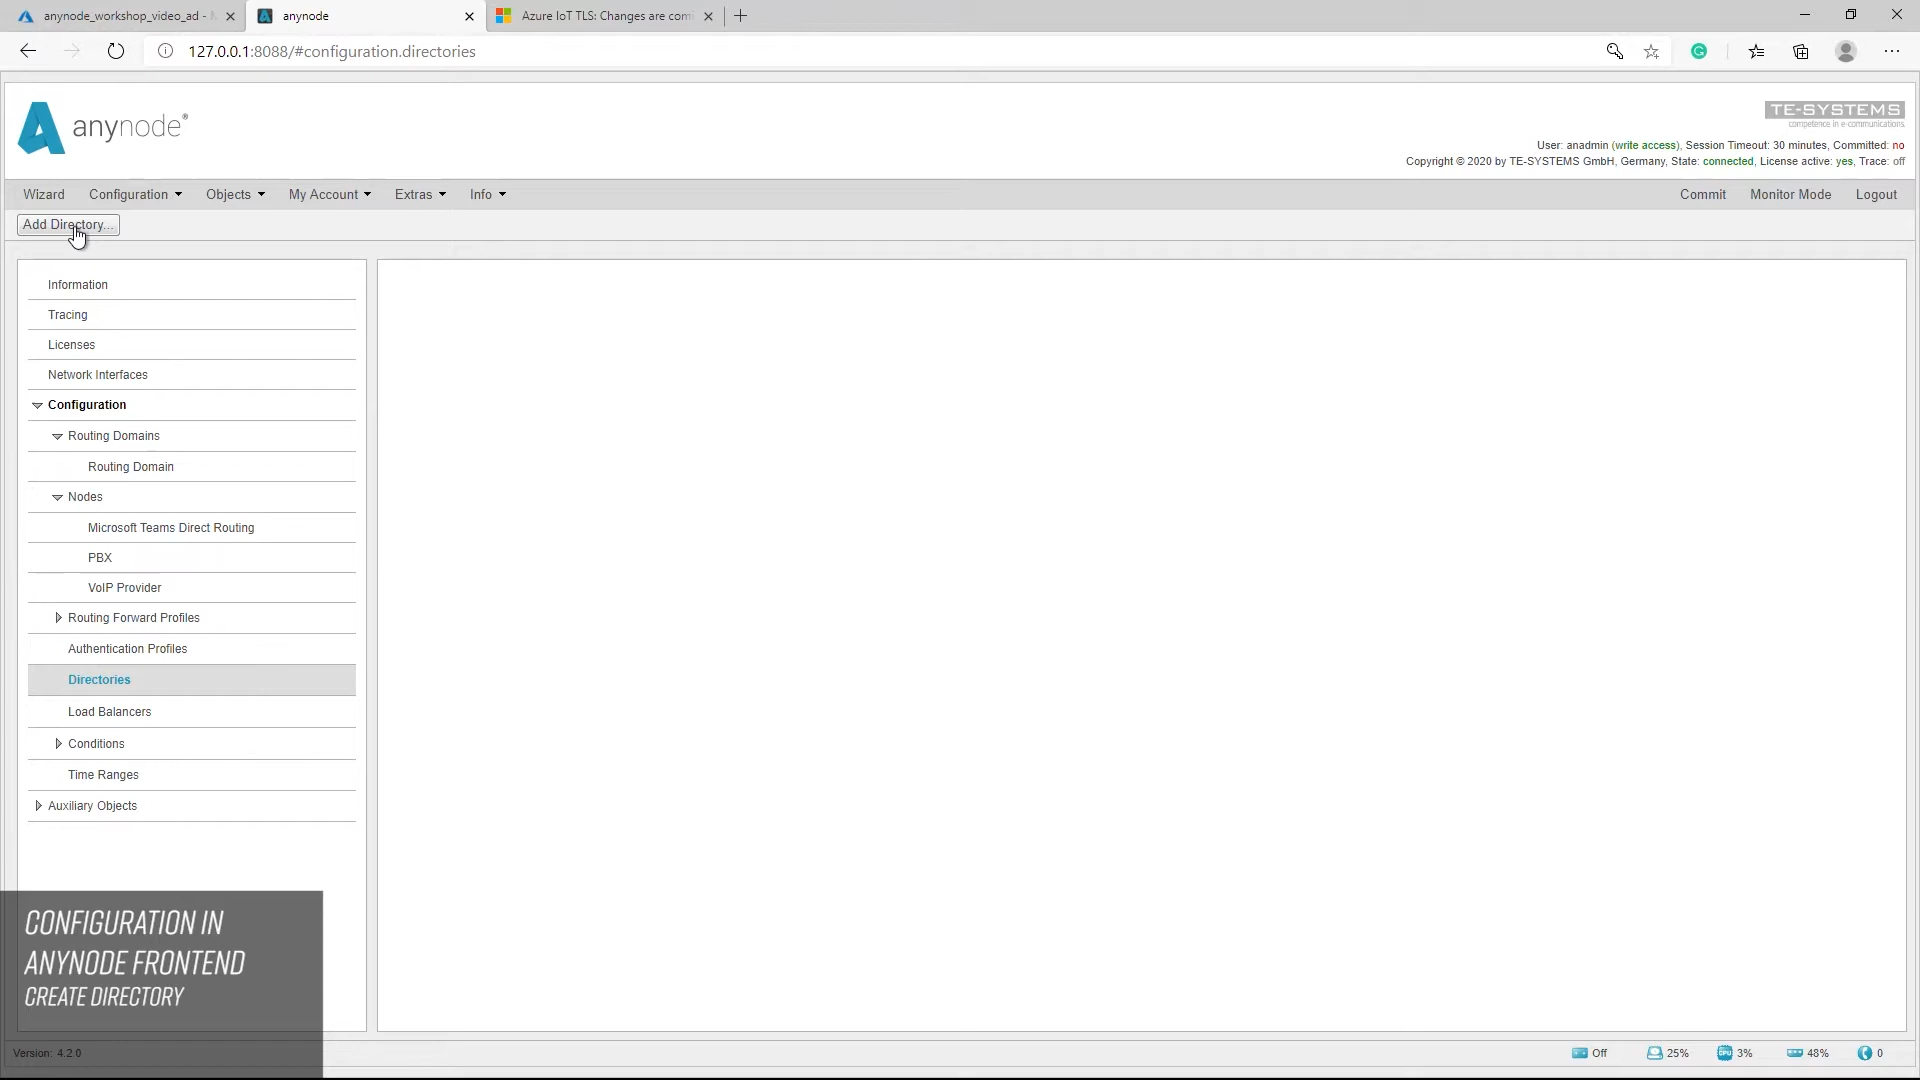 anynode_workshop_video_ad -
anynode
Azure IoT TLS: Changes are com
127.0.0.1:8088/#configuration.directories
anynode®
TE-SYSTEMS
competence in e-communications.
User: anadmin (write access), Session Timeout: 30 minutes, Committed: no
Copyright © 2020 by TE-SYSTEMS GmbH, Germany, State: connected, License active: yes, Trace: off
Wizard Configuration Objects My Account Extras Info Commit Monitor Mode Logout
Add Directory...
Information
Tracing
Licenses
Network Interfaces
Configuration
Routing Domains
Routing Domain
Nodes
Microsoft Teams Direct Routing
PBX
VoIP Provider
Routing Forward Profiles
Authentication Profiles
Directories
Load Balancers
Conditions
Time Ranges
Auxiliary Objects
CONFIGURATION IN
ANYNODE FRONTEND
CREATE DIRECTORY
Version: 4.2.0
Off 25% CPU 3% 48% 0